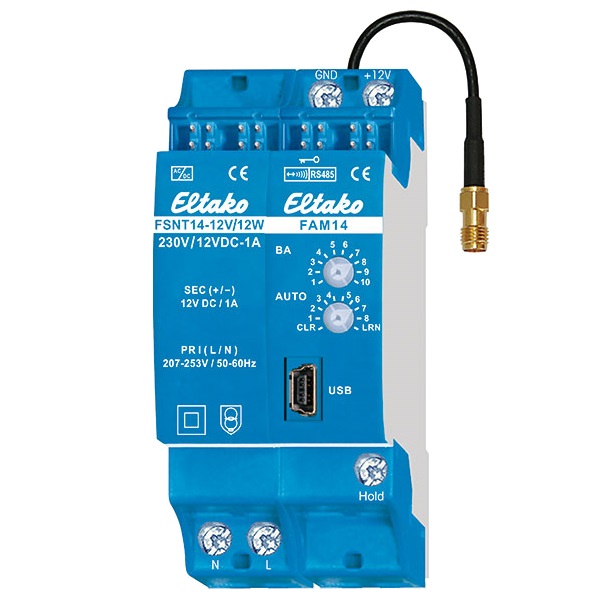 GND +12V
AC/DC CE
RS485 CE
Eltako
FSNT14-12V/12W
230V/12VDC-1A
SEC (+/−)
12V DC / 1A
PRI ( L / N )
207-253V / 50-60Hz
Eltako
FAM14
BA
1 2 3 4 5 6 7 8 9 10
AUTO
CLR 1 2 3 4 5 6 7 8 LRN
USB
Hold
N L